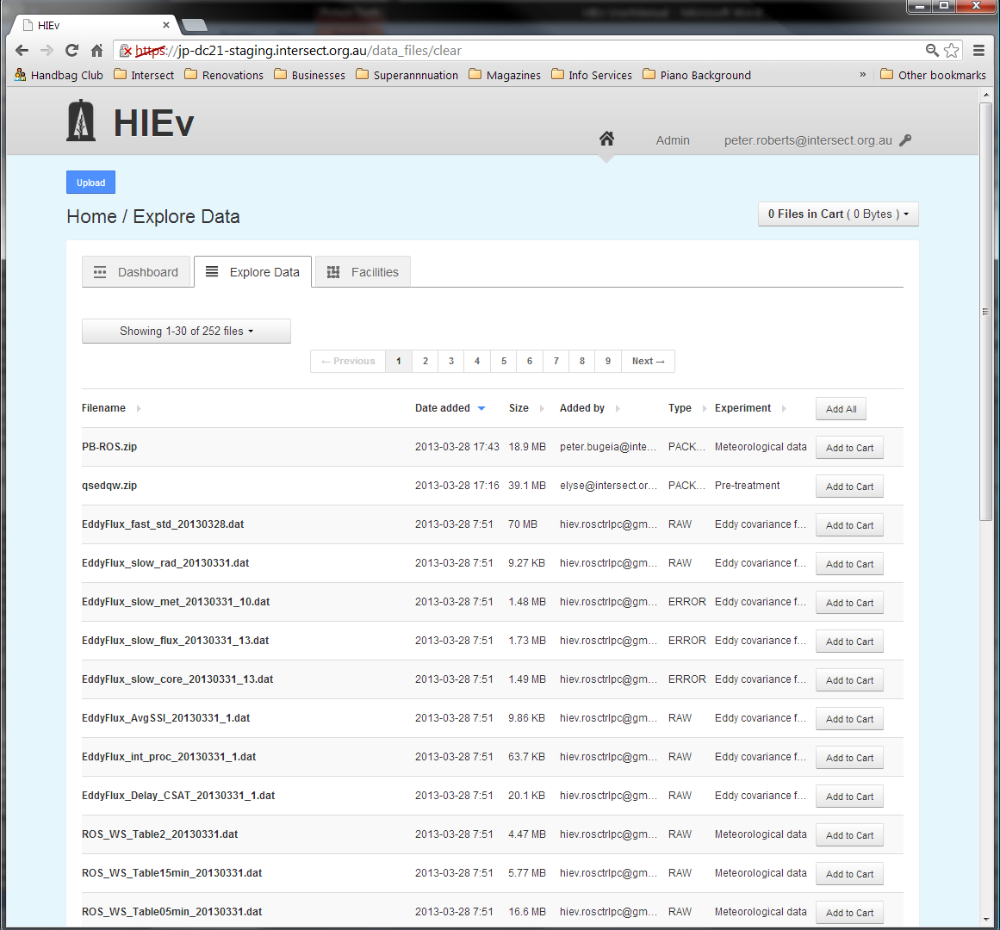 HIEv
https://jp-dc21-staging.intersect.org.au/data_files/clear
Handbag Club Intersect Renovations Businesses Superannnuation Magazines Info Services Piano Background » Other bookmarks
HIEv
Admin peter.roberts@intersect.org.au
Upload
Home / Explore Data
0 Files in Cart ( 0 Bytes )
Dashboard Explore Data Facilities
Showing 1-30 of 252 files
← Previous 1 2 3 4 5 6 7 8 9 Next →
Filename Date added Size Added by Type Experiment Add All
PB-ROS.zip 2013-03-28 17:43 18.9 MB peter.bugeia@inte... PACK... Meteorological data Add to Cart
qsedqw.zip 2013-03-28 17:16 39.1 MB elyse@intersect.or... PACK... Pre-treatment Add to Cart
EddyFlux_fast_std_20130328.dat 2013-03-28 7:51 70 MB hiev.rosctrlpc@gm... RAW Eddy covariance f... Add to Cart
EddyFlux_slow_rad_20130331.dat 2013-03-28 7:51 9.27 KB hiev.rosctrlpc@gm... RAW Eddy covariance f... Add to Cart
EddyFlux_slow_met_20130331_10.dat 2013-03-28 7:51 1.48 MB hiev.rosctrlpc@gm... ERROR Eddy covariance f... Add to Cart
EddyFlux_slow_flux_20130331_13.dat 2013-03-28 7:51 1.73 MB hiev.rosctrlpc@gm... ERROR Eddy covariance f... Add to Cart
EddyFlux_slow_core_20130331_13.dat 2013-03-28 7:51 1.49 MB hiev.rosctrlpc@gm... ERROR Eddy covariance f... Add to Cart
EddyFlux_AvgSSI_20130331_1.dat 2013-03-28 7:51 9.86 KB hiev.rosctrlpc@gm... RAW Eddy covariance f... Add to Cart
EddyFlux_int_proc_20130331_1.dat 2013-03-28 7:51 63.7 KB hiev.rosctrlpc@gm... RAW Eddy covariance f... Add to Cart
EddyFlux_Delay_CSAT_20130331_1.dat 2013-03-28 7:51 20.1 KB hiev.rosctrlpc@gm... RAW Eddy covariance f... Add to Cart
ROS_WS_Table2_20130331.dat 2013-03-28 7:51 4.47 MB hiev.rosctrlpc@gm... RAW Meteorological data Add to Cart
ROS_WS_Table15min_20130331.dat 2013-03-28 7:51 5.77 MB hiev.rosctrlpc@gm... RAW Meteorological data Add to Cart
ROS_WS_Table05min_20130331.dat 2013-03-28 7:51 16.6 MB hiev.rosctrlpc@gm... RAW Meteorological data Add to Cart